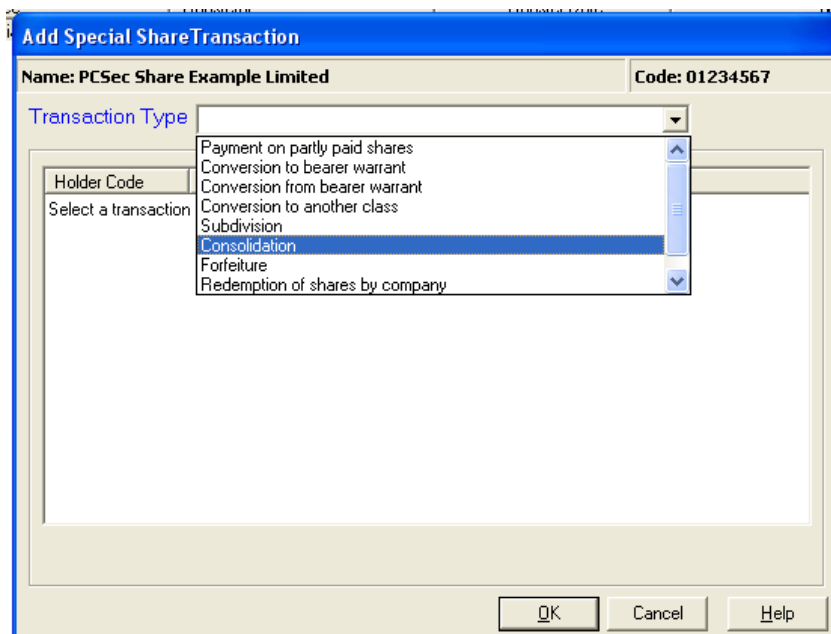 Add Special ShareTransaction
Name: PCSec Share Example Limited Code: 01234567
Transaction Type
Payment on partly paid shares
Conversion to bearer warrant
Holder Code
Conversion from bearer warrant
Select a transaction
Conversion to another class
Subdivision
Consolidation
Forfeiture
Redemption of shares by company
OK Cancel Help